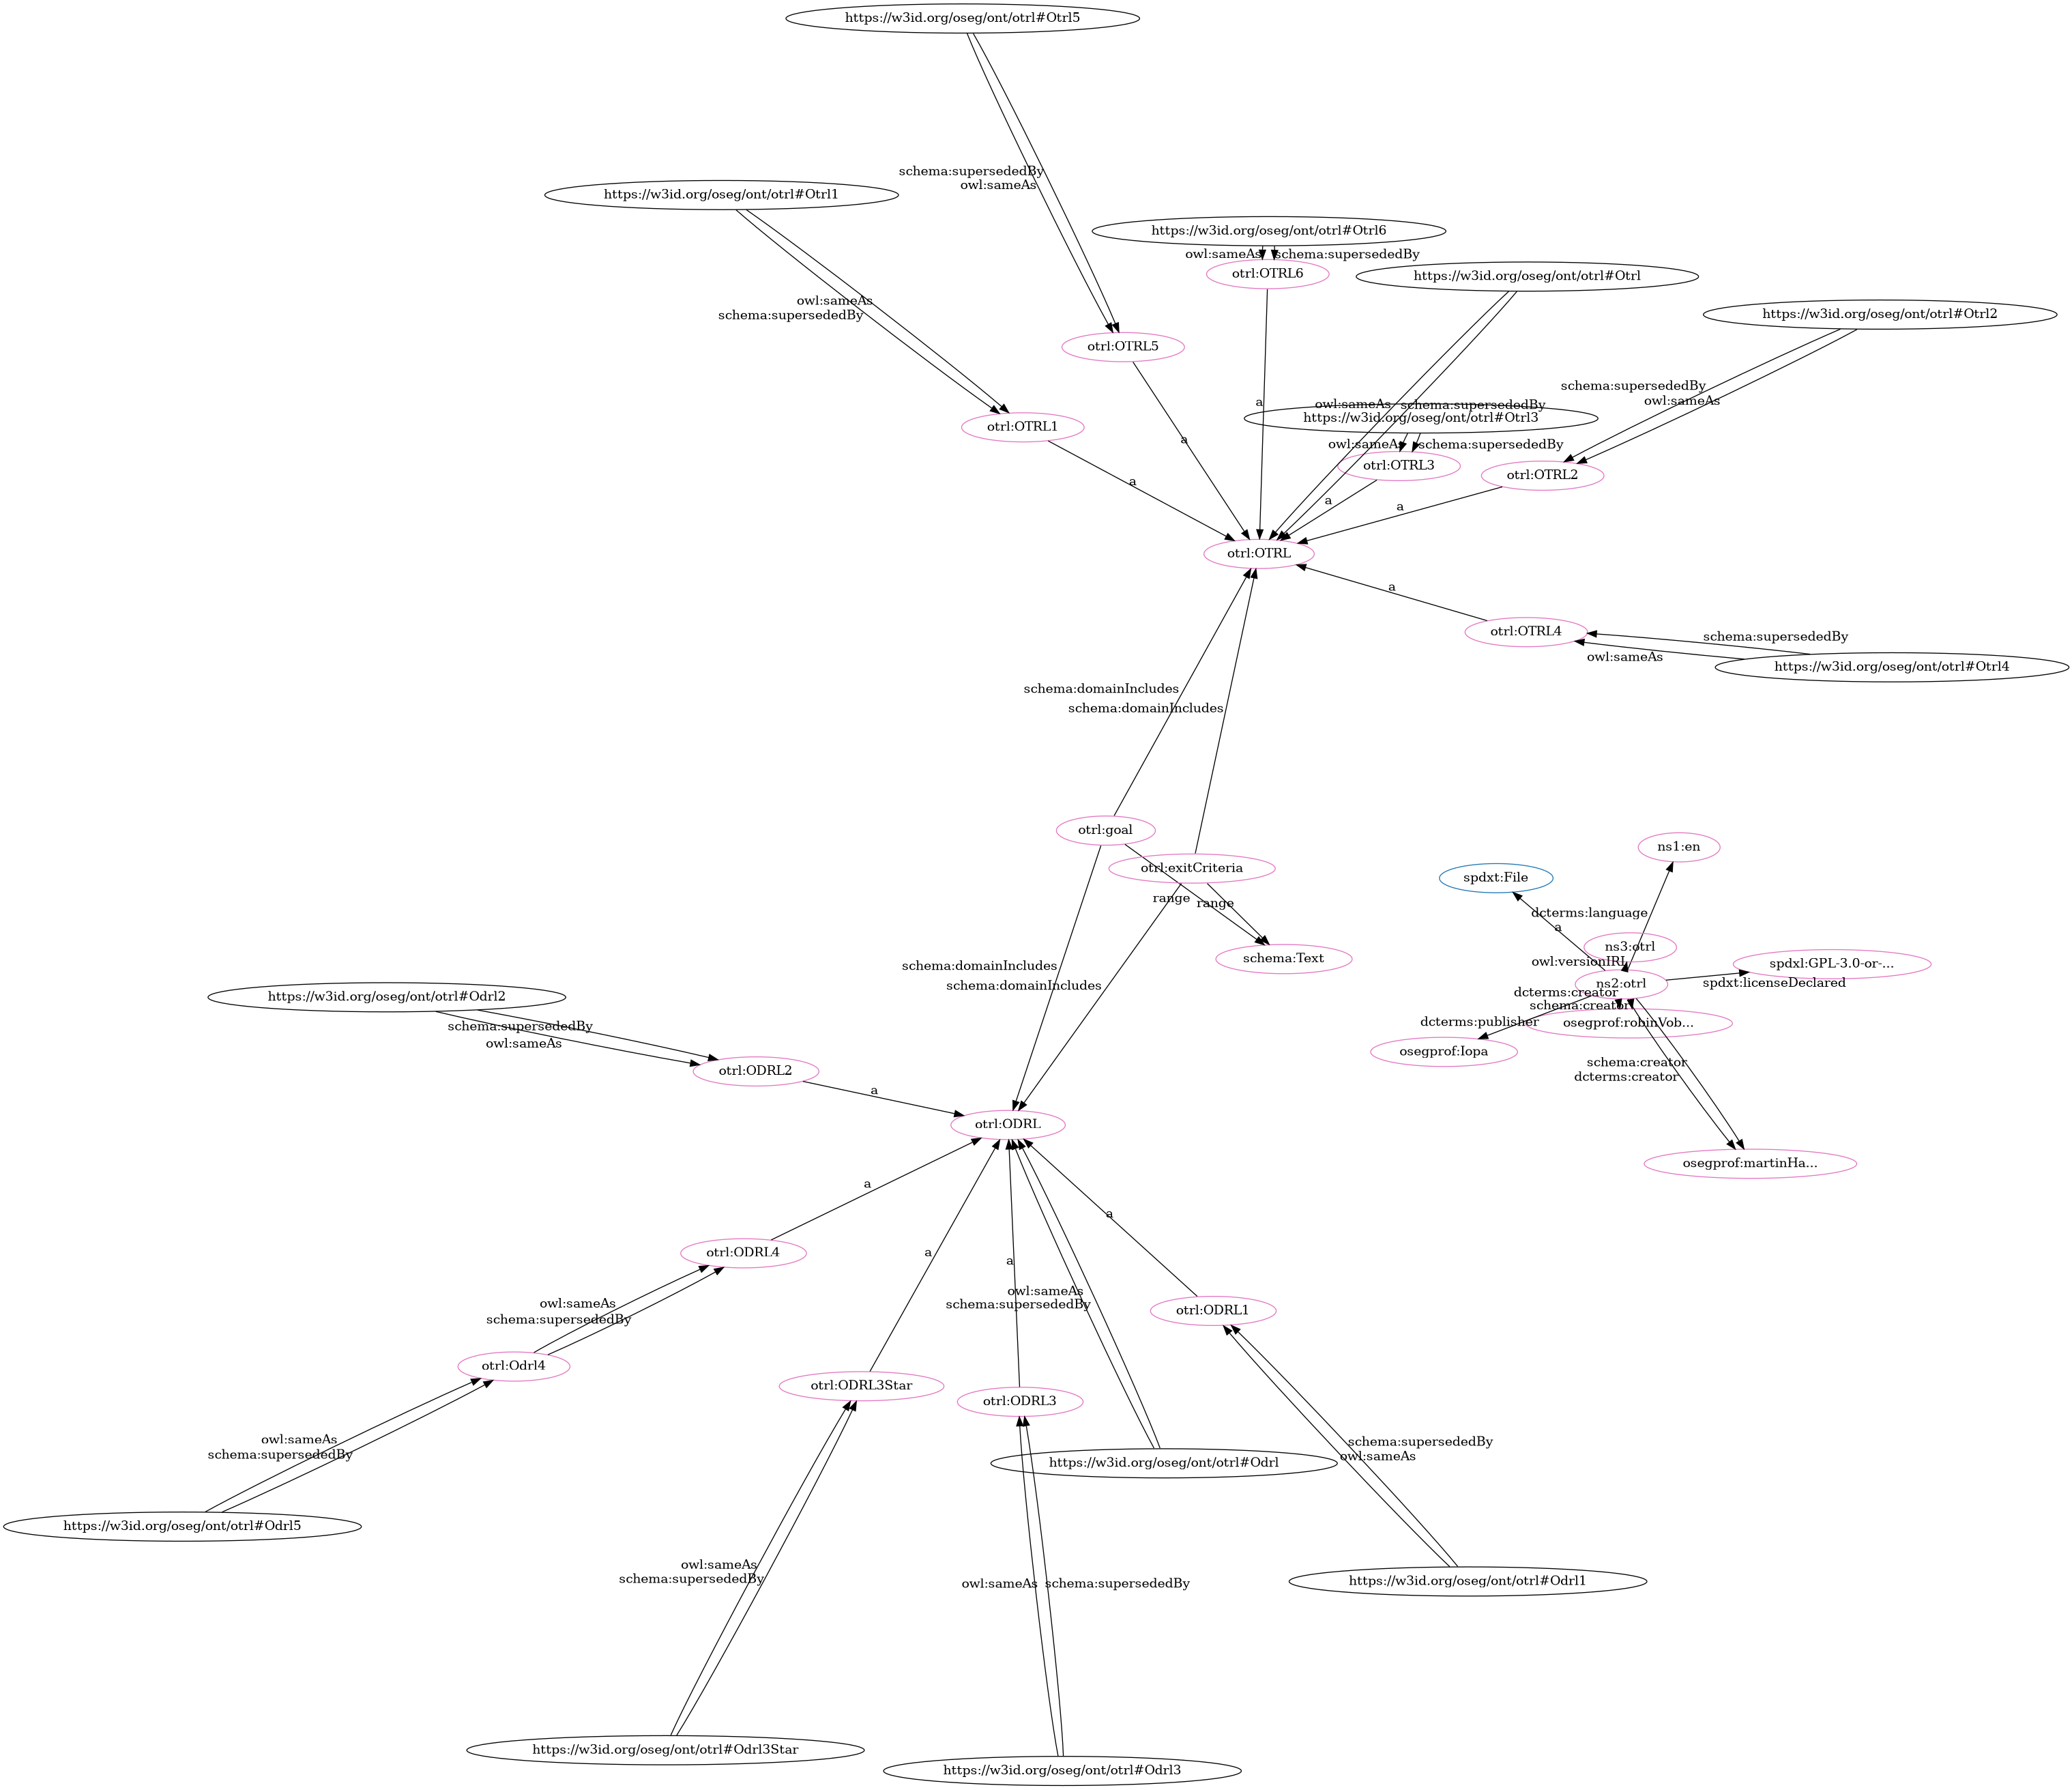 https://w3id.org/oseg/ont/otrl#Otrl5
schema:supersededBy
owl:sameAs
https://w3id.org/oseg/ont/otrl#Otrl1
https://w3id.org/oseg/ont/otrl#Otrl6
owl:sameAs
schema:supersededBy
otrl:OTRL6
https://w3id.org/oseg/ont/otrl#Otrl
owl:sameAs
schema:supersededBy
https://w3id.org/oseg/ont/otrl#Otrl2
otrl:OTRL5
schema:supersededBy
owl:sameAs
a
owl:sameAs
schema:supersededBy
https://w3id.org/oseg/ont/otrl#Otrl3
otrl:OTRL1
a
owl:sameAs
schema:supersededBy
otrl:OTRL3
otrl:OTRL2
a
a
a
a
otrl:OTRL
a
otrl:OTRL4
schema:supersededBy
owl:sameAs
https://w3id.org/oseg/ont/otrl#Otrl4
schema:domainIncludes
schema:domainIncludes
otrl:goal
otrl:exitCriteria
range
range
schema:Text
ns1:en
spdxt:File
dcterms:language
a
ns3:otrl
owl:versionIRI
spdxl:GPL-3.0-or-...
ns2:otrl
spdxt:licenseDeclared
dcterms:creator
schema:creator
dcterms:publisher
osegprof:robinVob...
osegprof:Iopa
schema:creator
dcterms:creator
osegprof:martinHa...
schema:domainIncludes
schema:domainIncludes
https://w3id.org/oseg/ont/otrl#Odrl2
schema:supersededBy
owl:sameAs
otrl:ODRL2
a
otrl:ODRL
a
a
a
a
otrl:ODRL4
owl:sameAs
schema:supersededBy
owl:sameAs
schema:supersededBy
otrl:ODRL1
otrl:Odrl4
otrl:ODRL3Star
otrl:ODRL3
owl:sameAs
schema:supersededBy
schema:supersededBy
owl:sameAs
https://w3id.org/oseg/ont/otrl#Odrl
https://w3id.org/oseg/ont/otrl#Odrl5
owl:sameAs
schema:supersededBy
owl:sameAs
schema:supersededBy
https://w3id.org/oseg/ont/otrl#Odrl1
https://w3id.org/oseg/ont/otrl#Odrl3Star
https://w3id.org/oseg/ont/otrl#Odrl3